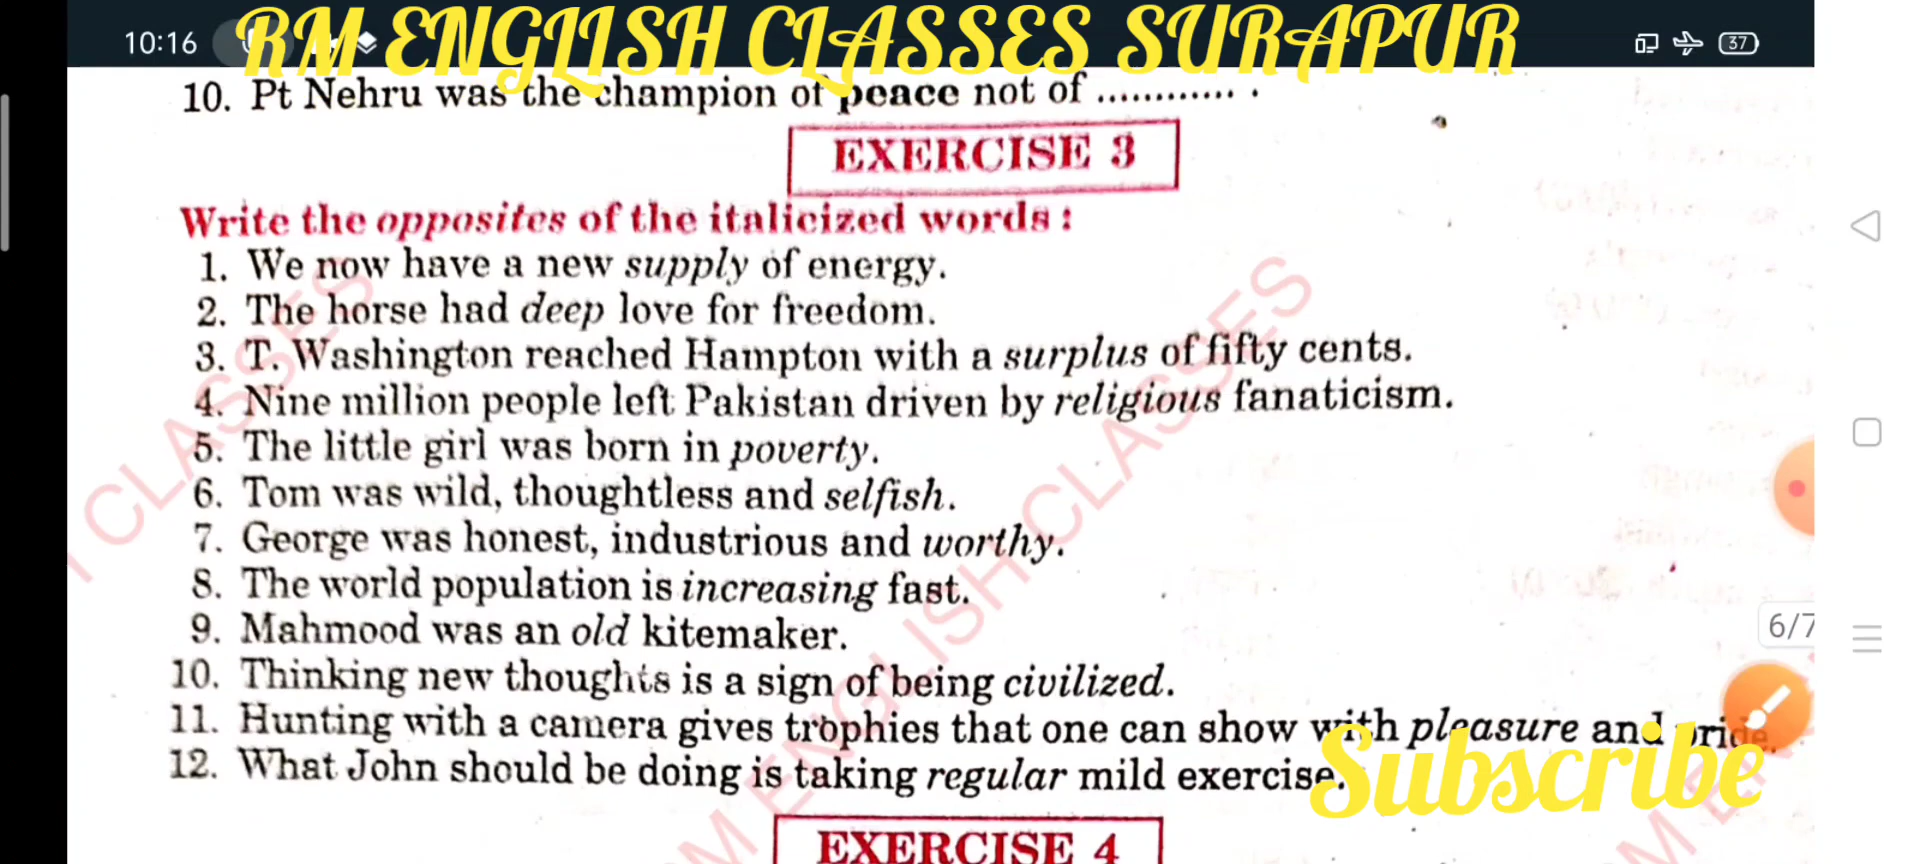 10:16
RM ENGLISH CLASSES SURAPUR
37
10. Pt Nehru was the champion of peace not of ............ .
EXERCISE 3
Write the opposites of the italicized words :
1. We now have a new supply of energy.
2. The horse had deep love for freedom.
3. T. Washington reached Hampton with a surplus of fifty cents.
4. Nine million people left Pakistan driven by religious fanaticism.
5. The little girl was born in poverty.
6. Tom was wild, thoughtless and selfish.
7. George was honest, industrious and worthy.
8. The world population is increasing fast.
6/7
9. Mahmood was an old kitemaker.
10. Thinking new thoughts is a sign of being civilized.
11. Hunting with a camera gives trophies that one can show with pleasure and pride.
12. What John should be doing is taking regular mild exercise.
Subscribe
EXERCISE 4
CLASSES
RM ENGLISH CLASSES